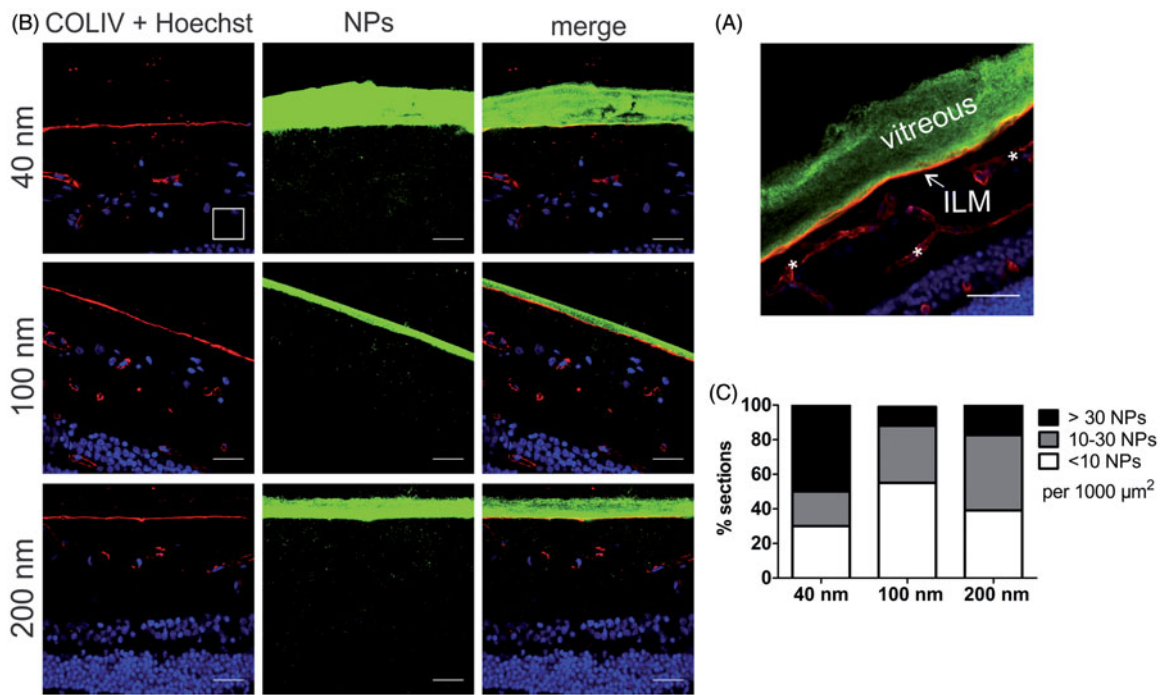 (B) COLIV + Hoechst NPs merge
40 nm
100 nm
200 nm
(A)
vitreous
ILM
*
*
*
(C)
100
80
60
40
20
0
% sections
40 nm 100 nm 200 nm
> 30 NPs
10-30 NPs
<10 NPs
per 1000 μm²